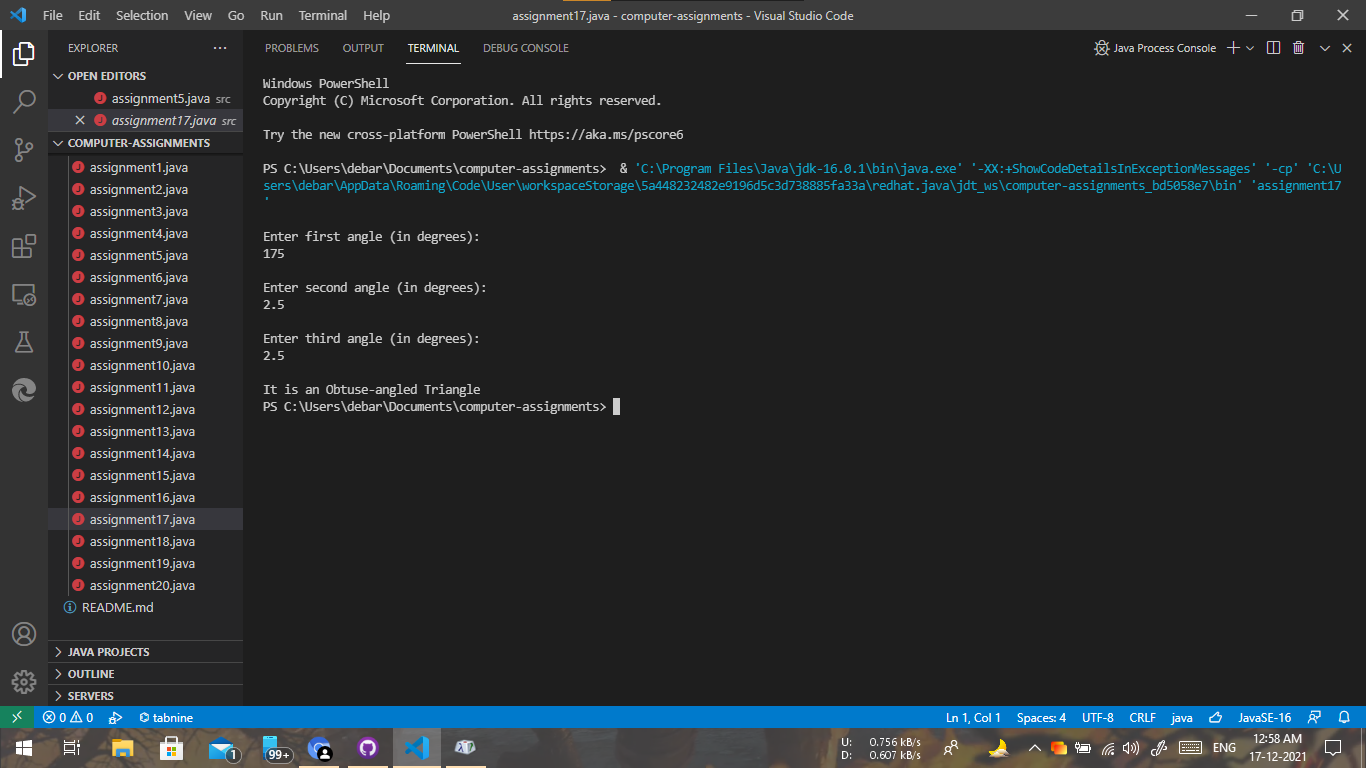 File Edit Selection View Go Run Terminal Help
assignment17.java - computer-assignments - Visual Studio Code
EXPLORER
OPEN EDITORS
assignment5.java src
assignment17.java src
COMPUTER-ASSIGNMENTS
assignment1.java
assignment2.java
assignment3.java
assignment4.java
assignment5.java
assignment6.java
assignment7.java
assignment8.java
assignment9.java
assignment10.java
assignment11.java
assignment12.java
assignment13.java
assignment14.java
assignment15.java
assignment16.java
assignment17.java
assignment18.java
assignment19.java
assignment20.java
README.md
JAVA PROJECTS
OUTLINE
SERVERS
PROBLEMS OUTPUT TERMINAL DEBUG CONSOLE
Java Process Console
Windows PowerShell
Copyright (C) Microsoft Corporation. All rights reserved.
Try the new cross-platform PowerShell https://aka.ms/pscore6
PS C:\Users\debar\Documents\computer-assignments>  & 'C:\Program Files\Java\jdk-16.0.1\bin\java.exe' '-XX:+ShowCodeDetailsInExceptionMessages' '-cp' 'C:\U
sers\debar\AppData\Roaming\Code\User\workspaceStorage\5a448232482e9196d5c3d738885fa33a\redhat.java\jdt_ws\computer-assignments_bd5058e7\bin' 'assignment17
'
Enter first angle (in degrees):
175
Enter second angle (in degrees):
2.5
Enter third angle (in degrees):
2.5
It is an Obtuse-angled Triangle
PS C:\Users\debar\Documents\computer-assignments>
0 0 tabnine
Ln 1, Col 1 Spaces: 4 UTF-8 CRLF java JavaSE-16
1
99+
U: 0.756 kB/s
D: 0.607 kB/s
ENG
12:58 AM
17-12-2021